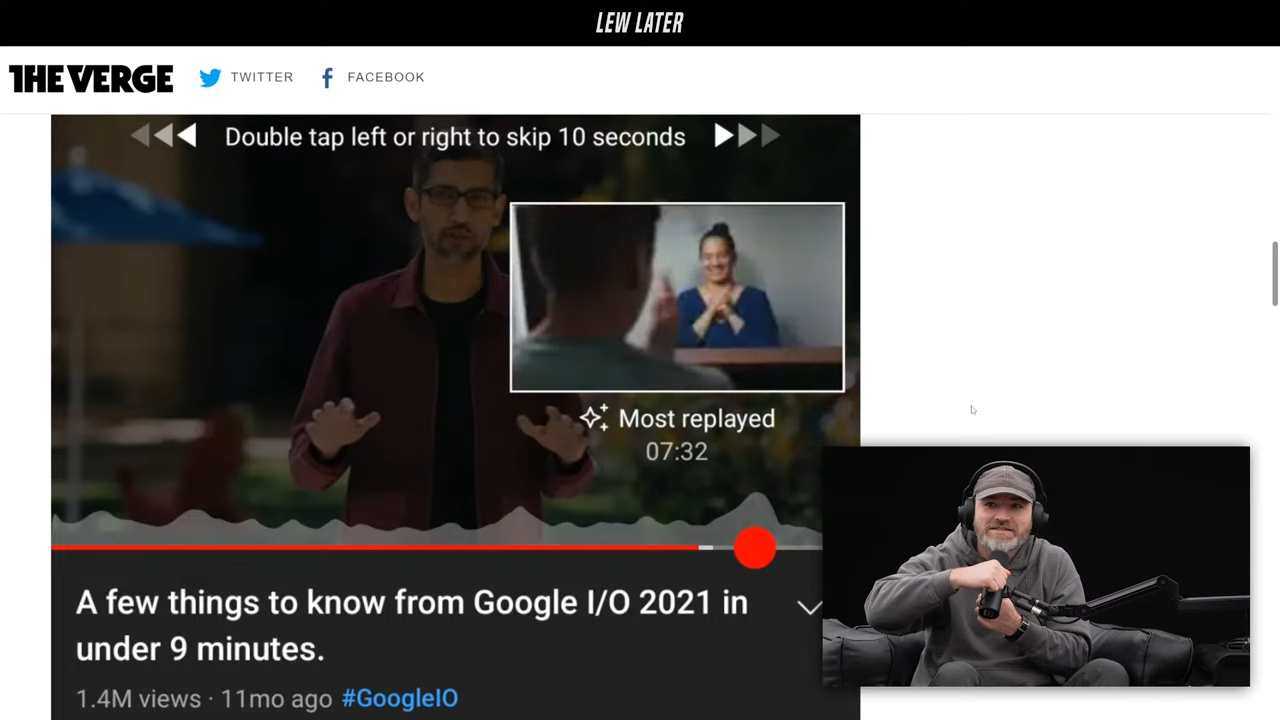 LEW LATER
THE VERGE TWITTER FACEBOOK
Double tap left or right to skip 10 seconds
Most replayed
07:32
A few things to know from Google I/O 2021 in
under 9 minutes.
1.4M views · 11mo ago #GoogleIO